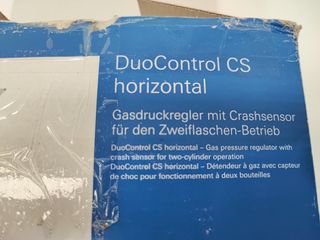 DuoControl CS
horizontal
Gasdruckregler mit Crashsensor
für den Zweiflaschen-Betrieb
DuoControl CS horizontal – Gas pressure regulator with
crash sensor for two-cylinder operation
DuoControl CS horizontal – Détendeur à gaz avec capteur
de choc pour fonctionnement à deux bouteilles